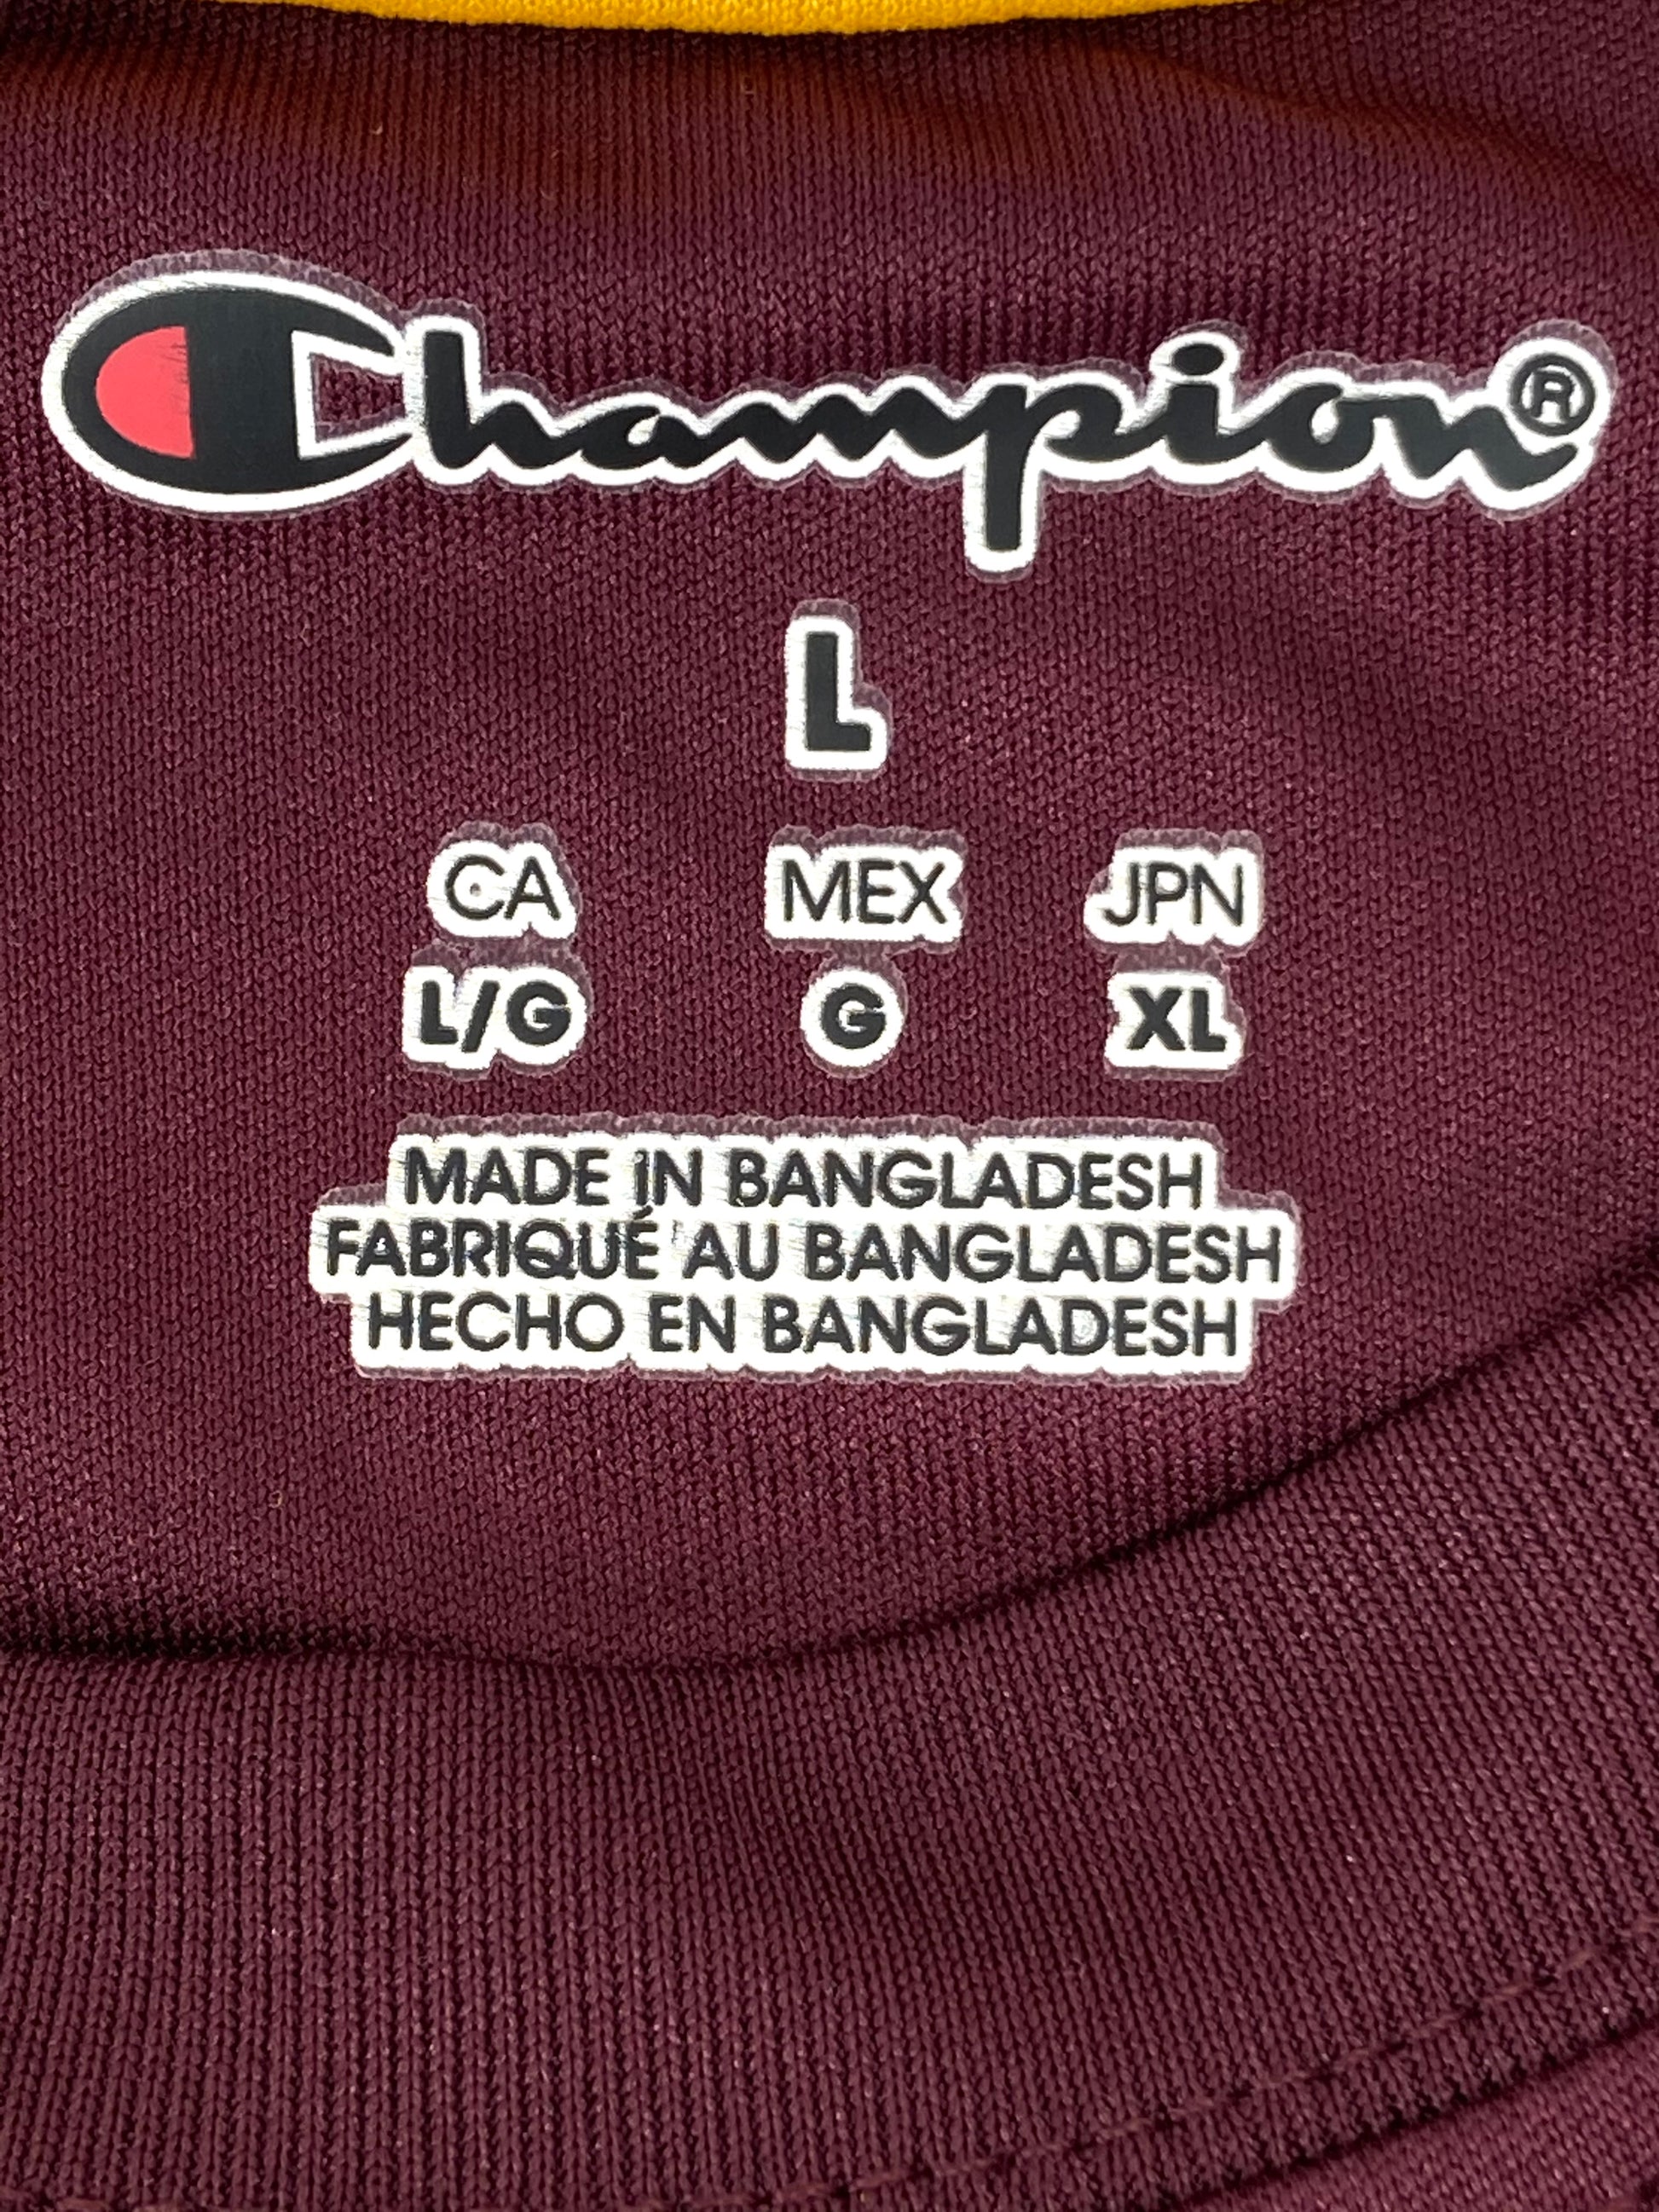 Champion®
L
CA MEX JPN
L/G G XL
MADE IN BANGLADESH
FABRIQUÉ AU BANGLADESH
HECHO EN BANGLADESH